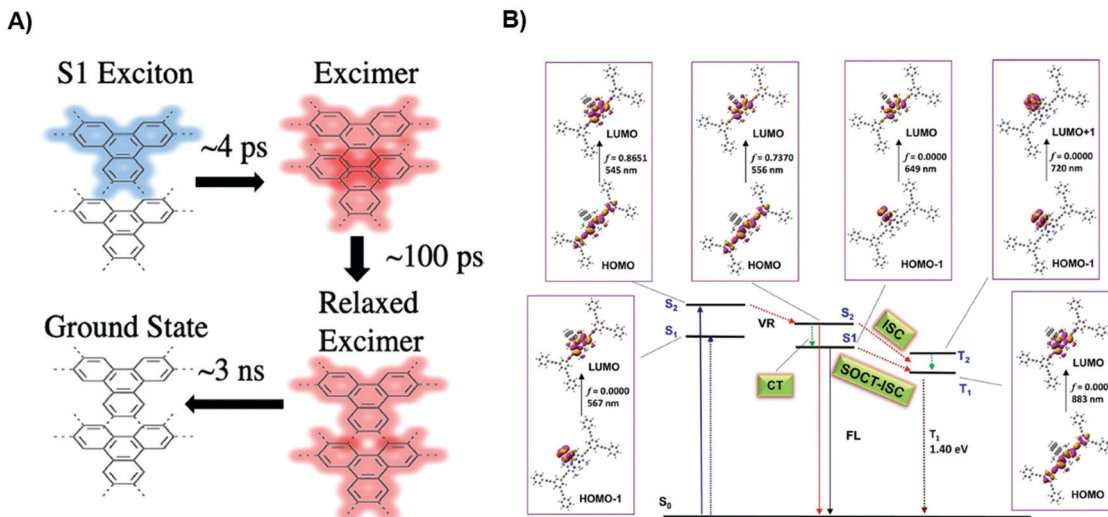 A)
S1 Exciton
Excimer
~4 ps
~100 ps
Ground State
Relaxed
Excimer
~3 ns
B)
LUMO
f = 0.8651
545 nm
HOMO
LUMO
f = 0.7370
556 nm
HOMO
LUMO
f = 0.0000
649 nm
HOMO-1
LUMO+1
f = 0.0000
720 nm
HOMO-1
LUMO
f = 0.0000
567 nm
HOMO-1
S2
S1
VR
S2
S1
ISC
CT
SOCT-ISC
T2
T1
FL
T1
1.40 eV
S0
LUMO
f = 0.000
883 nm
HOMO